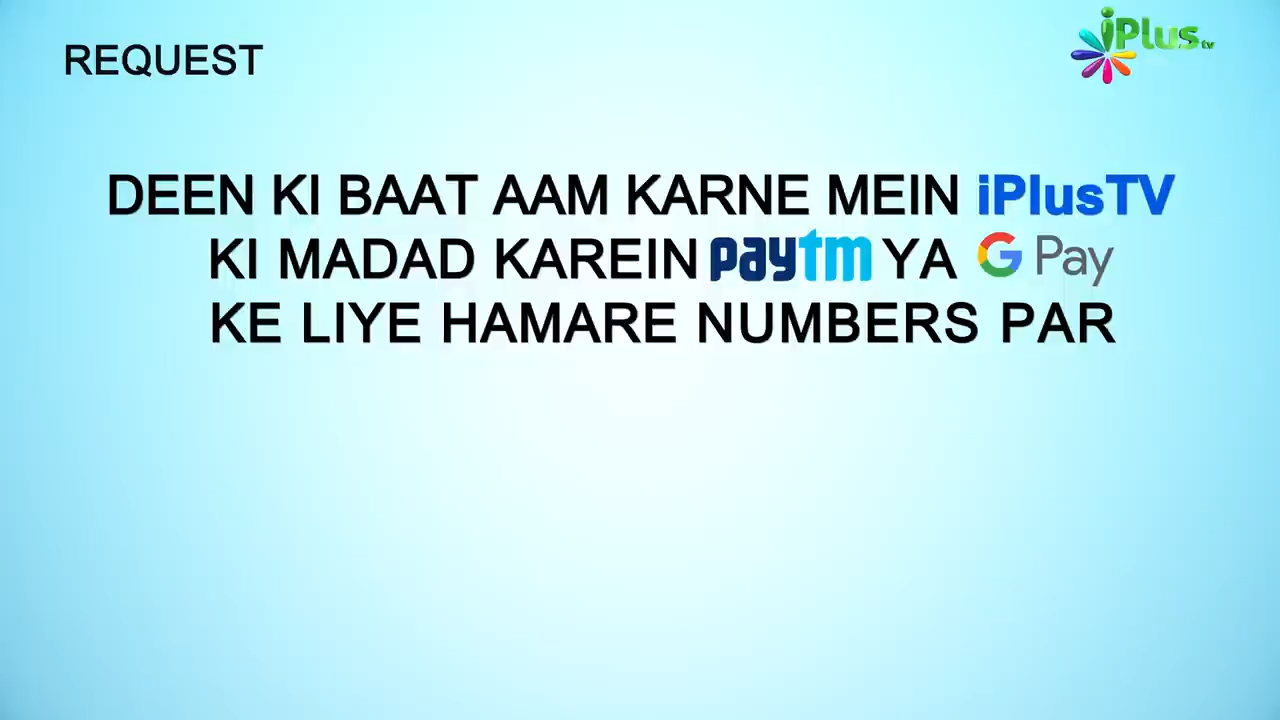 iPlus tv
REQUEST
DEEN KI BAAT AAM KARNE MEIN iPlusTV
KI MADAD KAREIN paytm YA G Pay
KE LIYE HAMARE NUMBERS PAR